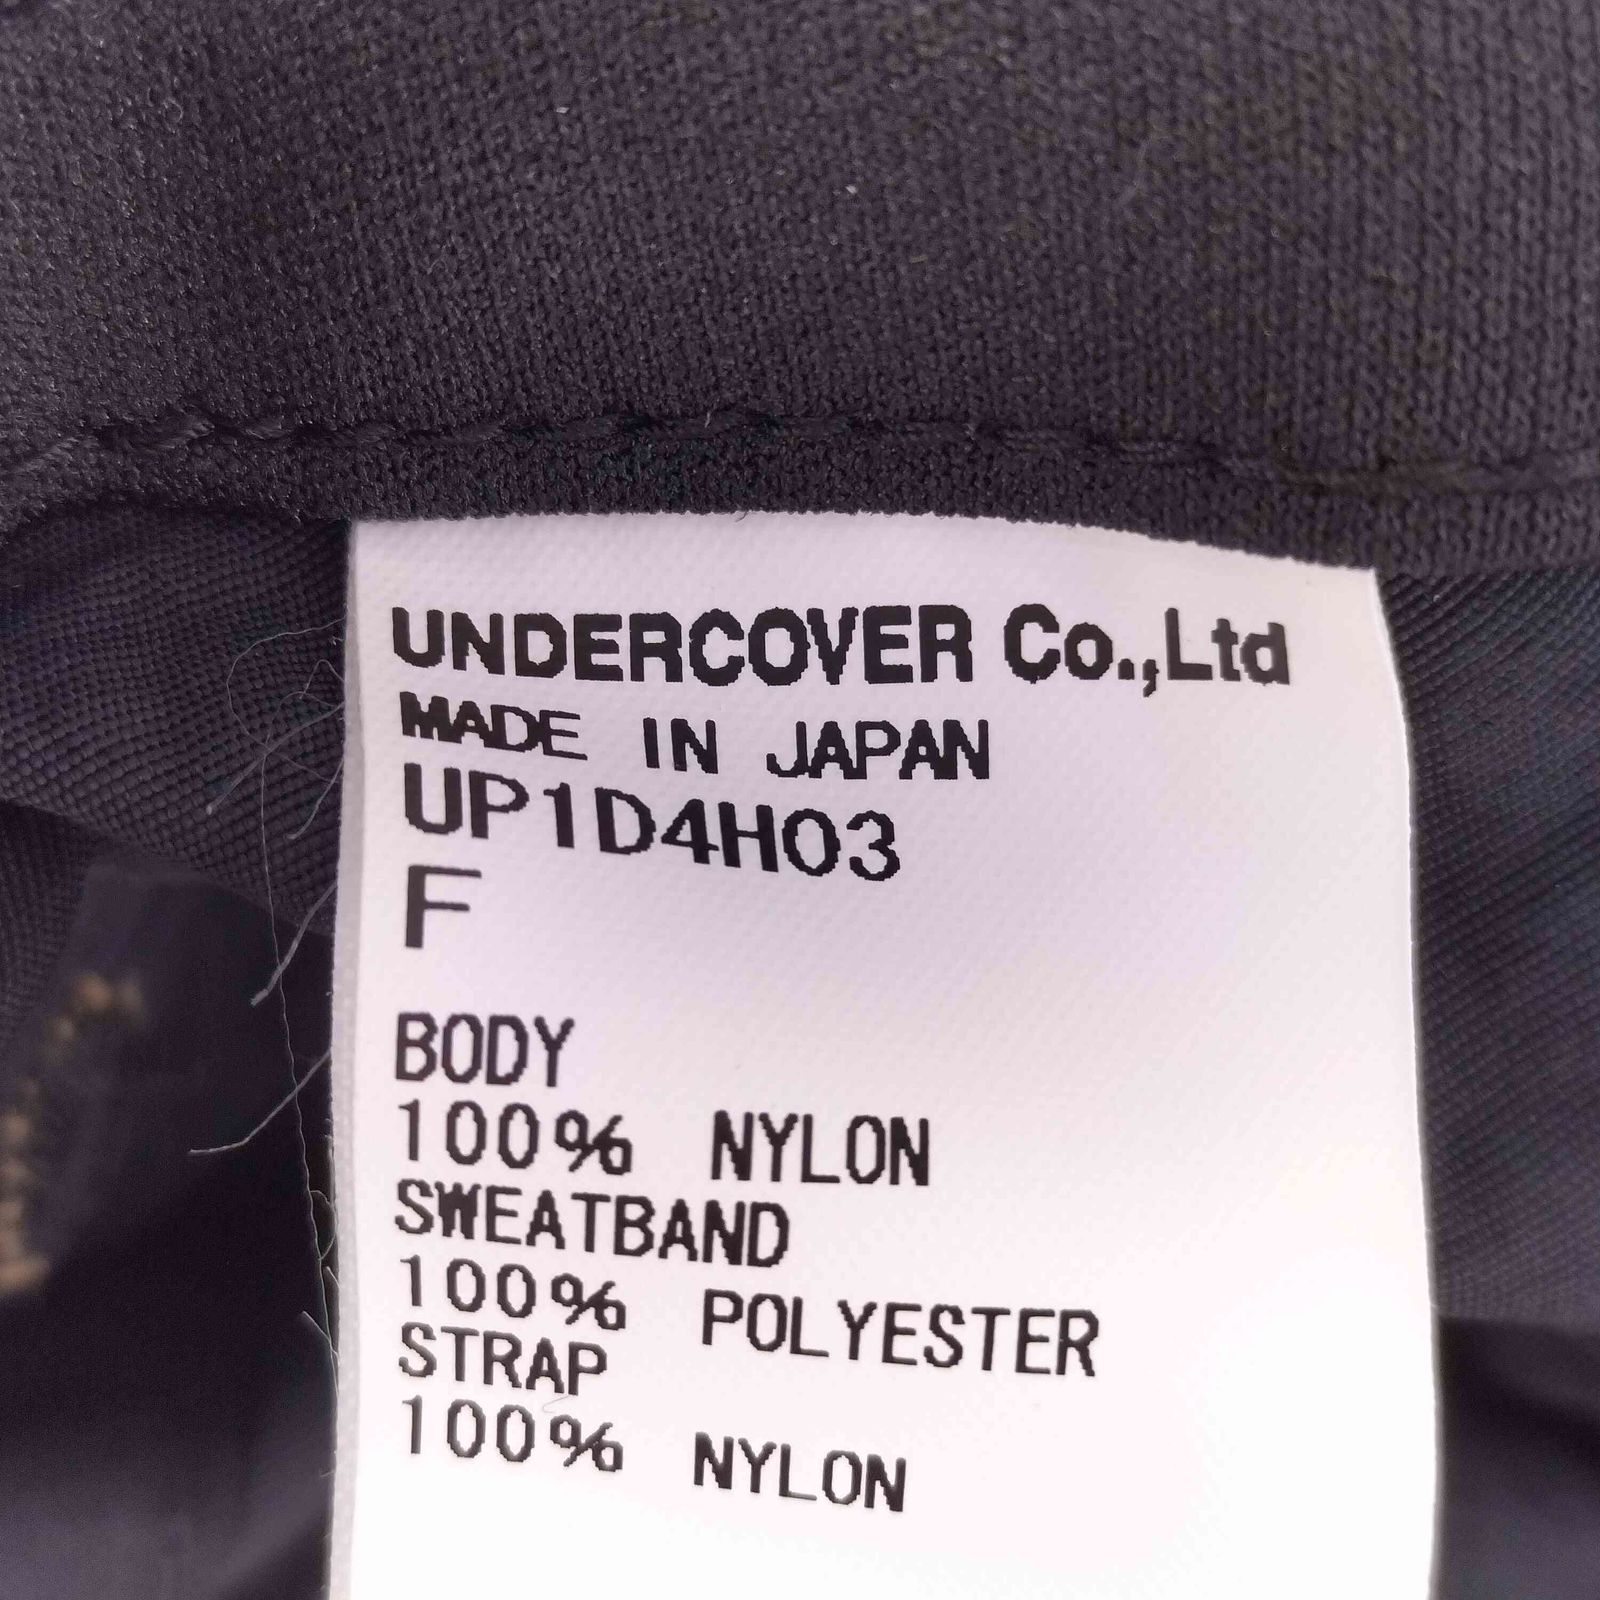 UNDERCOVER Co.,Ltd
MADE IN JAPAN
UP1D4H03
F
BODY
100% NYLON
SWEATBAND
100% POLYESTER
STRAP
100% NYLON